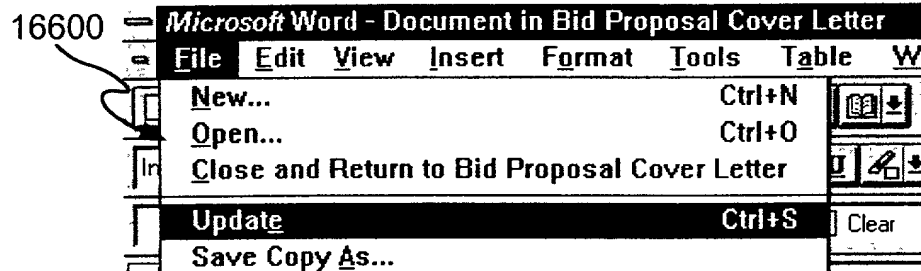 16600
Microsoft Word - Document in Bid Proposal Cover Letter
File Edit View Insert Format Tools Table W
New... Ctrl+N
Open... Ctrl+O
In Close and Return to Bid Proposal Cover Letter U
Update Ctrl+S Clear
Save Copy As...